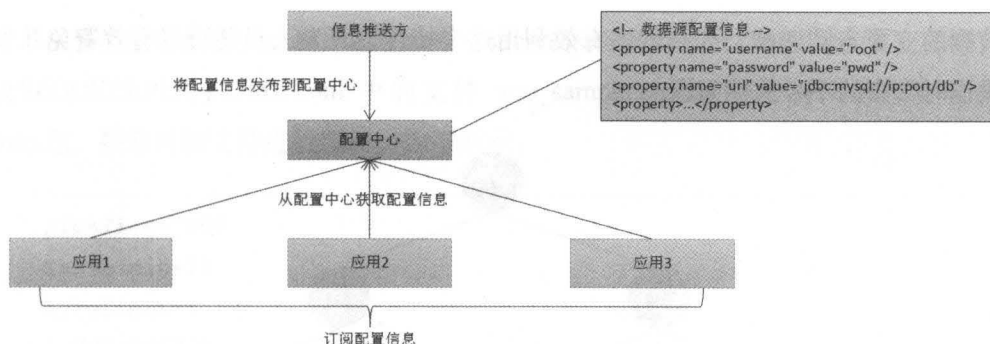 信息推送方
<!-- 数据源配置信息 -->
<property name="username" value="root" />
<property name="password" value="pwd" />
<property name="url" value="jdbc:mysql://ip:port/db" />
<property>...</property>
将配置信息发布到配置中心
配置中心
从配置中心获取配置信息
应用1
应用2
应用3
订阅配置信息